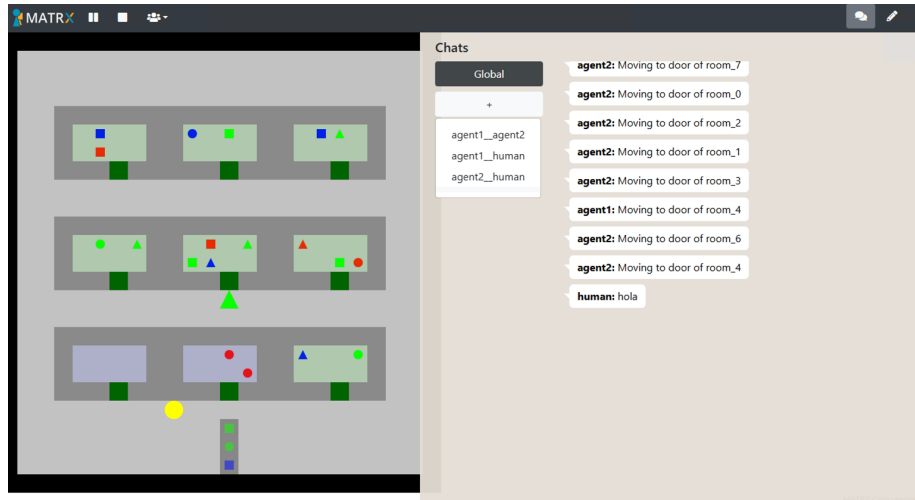 MATRX
Chats
Global
+
agent1__agent2
agent1__human
agent2__human
agent2: Moving to door of room_7
agent2: Moving to door of room_0
agent2: Moving to door of room_2
agent2: Moving to door of room_1
agent2: Moving to door of room_3
agent1: Moving to door of room_4
agent2: Moving to door of room_6
agent2: Moving to door of room_4
human: hola